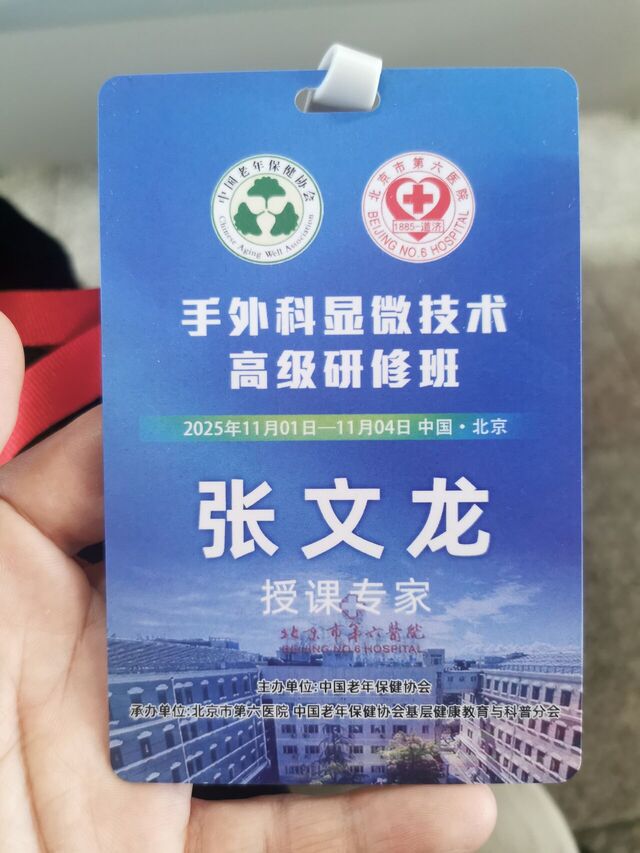 中国老年保健协会
Chinese Aging Well Association
北京市第六医院
1885-道济
BEIJING NO.6 HOSPITAL
手外科显微技术
高级研修班
2025年11月01日—11月04日 中国·北京
张文龙
授课专家
北京市第六醫院
BEIJING NO.6 HOSPITAL
主办单位:中国老年保健协会
承办单位:北京市第六医院 中国老年保健协会基层健康教育与科普分会